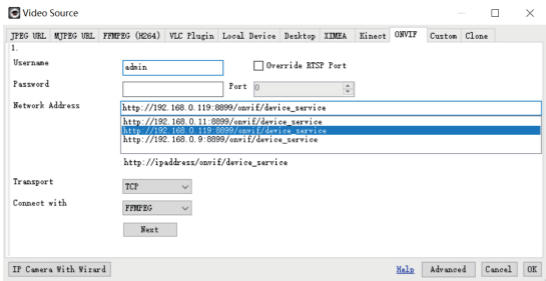 Video Source
JPEG URL MJPEG URL FFMPEG (H264) VLC Plugin Local Device Desktop XIMEA Kinect ONVIF Custom Clone
1.
Username admin Override RTSP Port
Password Port 0
Network Address http://192.168.0.119:8899/onvif/device_service
http://192.168.0.11:8899/onvif/device_service
http://192.168.0.119:8899/onvif/device_service
http://192.168.0.9:8899/onvif/device_service
http://ipaddress/onvif/device_service
Transport TCP
Connect with FFMPEG
Next
IP Camera With Wizard Help Advanced Cancel OK